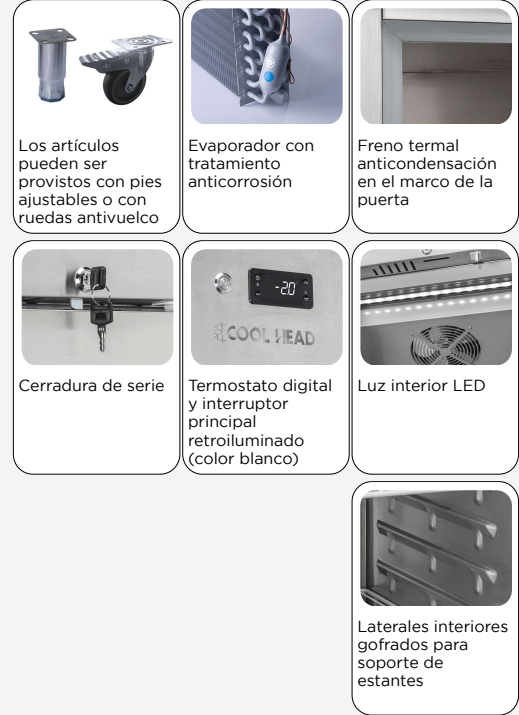 Los artículos
pueden ser
provistos con pies
ajustables o con
ruedas antivuelco
Evaporador con
tratamiento
anticorrosión
Freno termal
anticondensación
en el marco de la
puerta
Cerradura de serie
-2.0
COOL HEAD
Termostato digital
y interruptor
principal
retroiluminado
(color blanco)
Luz interior LED
Laterales interiores
gofrados para
soporte de
estantes